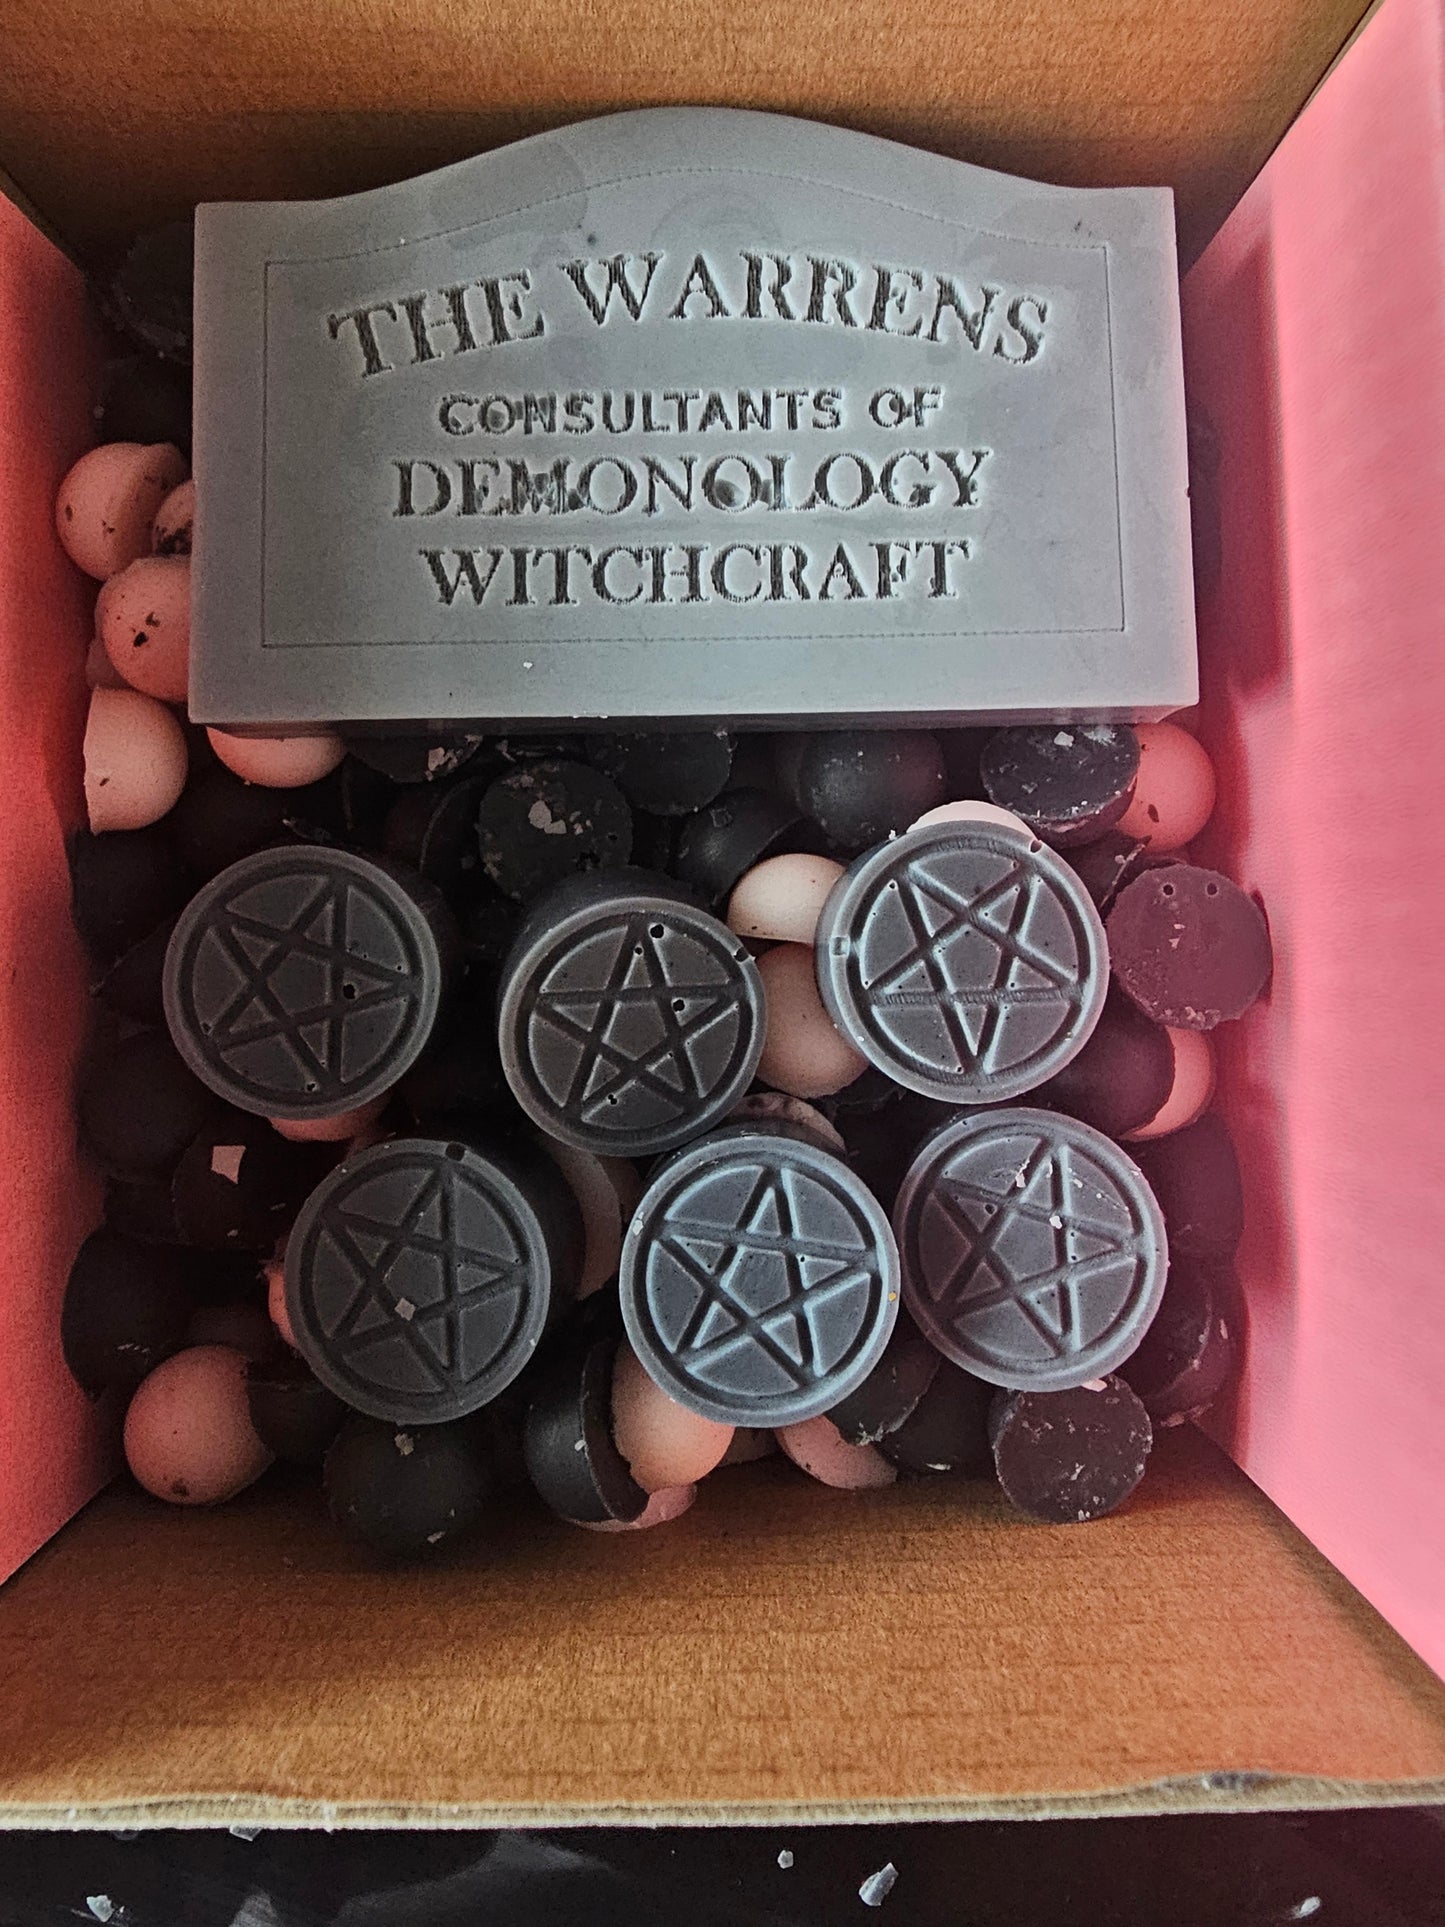 THE WARRENS
CONSULTANTS OF
DEMONOLOGY
WITCHCRAFT